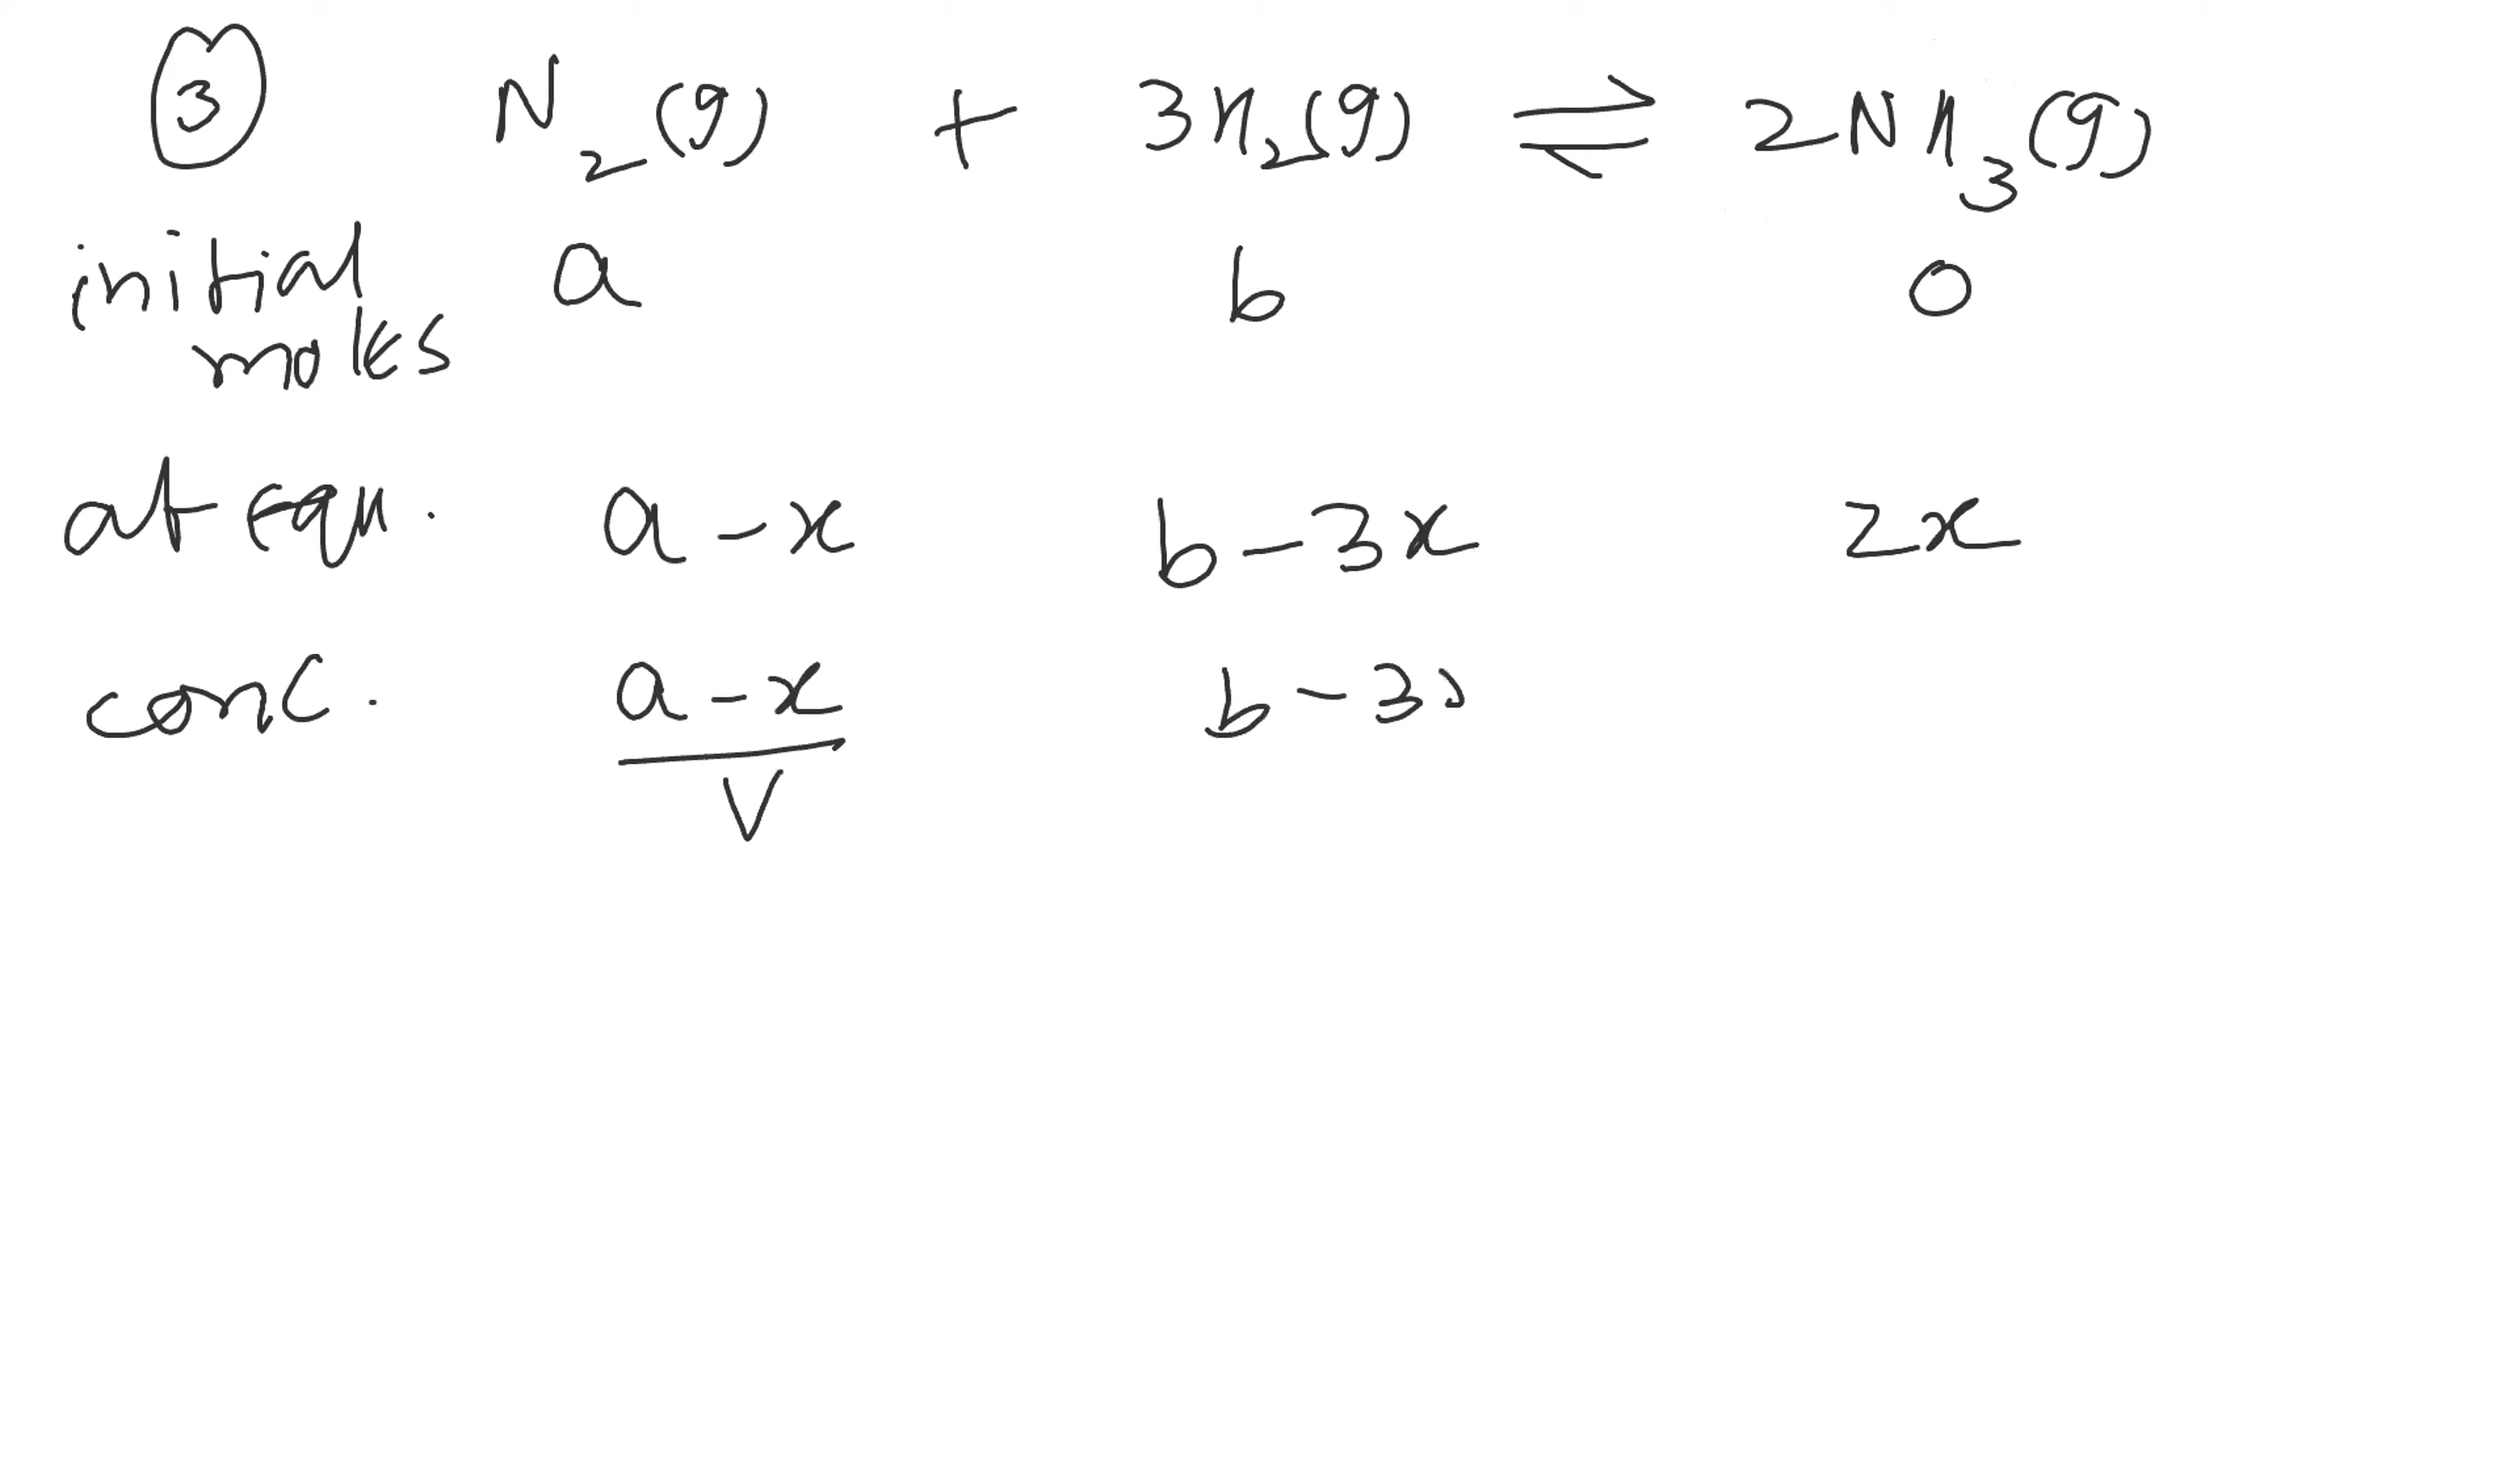 ③ N₂(g) + 3H₂(g) ⇌ 2NH₃(g)
initial a b 0
moles
at equ. a - x b - 3x 2x
conc. a - x b - 3
V